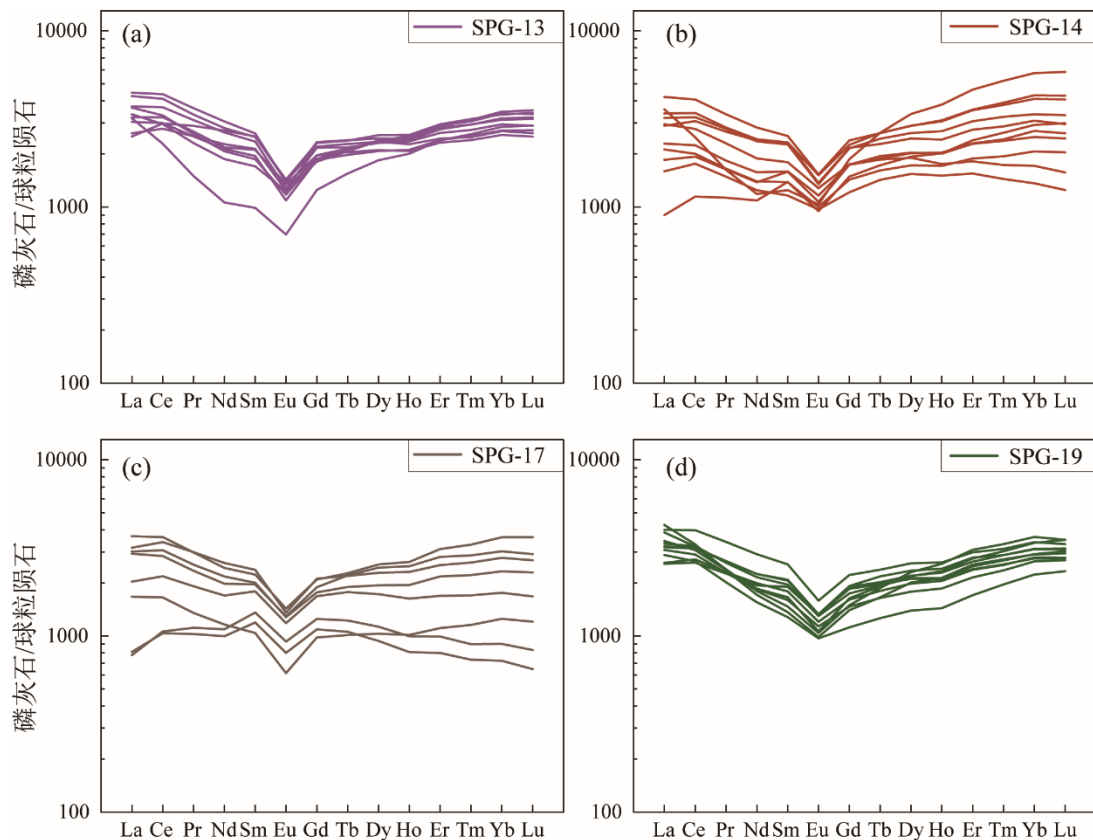 (a) SPG-13
10000
1000
100
磷灰石/球粒陨石
La Ce Pr Nd Sm Eu Gd Tb Dy Ho Er Tm Yb Lu
(b) SPG-14
10000
1000
100
La Ce Pr Nd Sm Eu Gd Tb Dy Ho Er Tm Yb Lu
(c) SPG-17
10000
1000
100
磷灰石/球粒陨石
La Ce Pr Nd Sm Eu Gd Tb Dy Ho Er Tm Yb Lu
(d) SPG-19
10000
1000
100
La Ce Pr Nd Sm Eu Gd Tb Dy Ho Er Tm Yb Lu